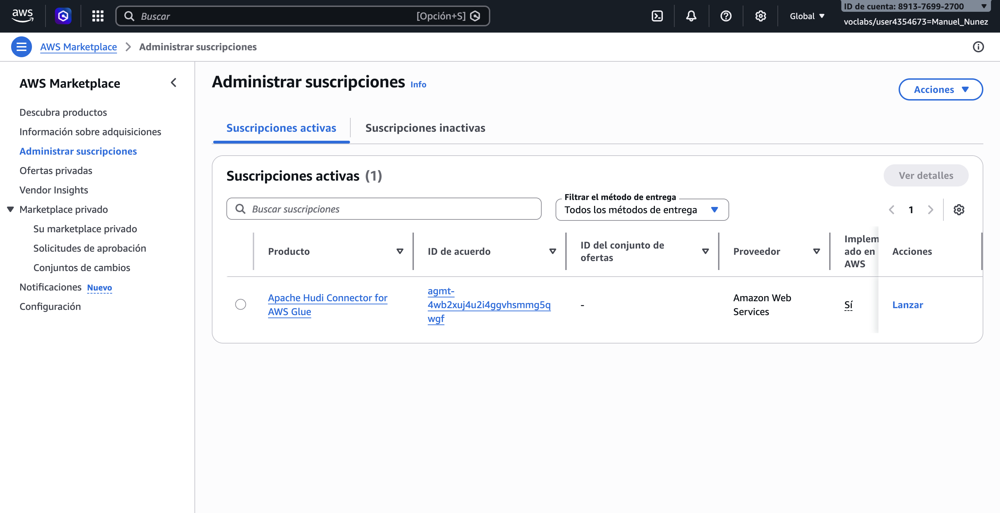 aws
Buscar
[Opción+S]
Global
ID de cuenta: 8913-7699-2700
voclabs/user4354673=Manuel_Nunez
AWS Marketplace
Administrar suscripciones
AWS Marketplace
Descubra productos
Información sobre adquisiciones
Administrar suscripciones
Ofertas privadas
Vendor Insights
Marketplace privado
Su marketplace privado
Solicitudes de aprobación
Conjuntos de cambios
Notificaciones Nuevo
Configuración
Administrar suscripciones Info
Acciones
Suscripciones activas
Suscripciones inactivas
Suscripciones activas (1)
Ver detalles
Buscar suscripciones
Filtrar el método de entrega
Todos los métodos de entrega
1
Producto
ID de acuerdo
ID del conjunto de
ofertas
Proveedor
Implem
ado en
AWS
Acciones
Apache Hudi Connector for
AWS Glue
agmt-
4wb2xuj4u2i4ggvhsmmg5q
wgf
-
Amazon Web
Services
Sí
Lanzar